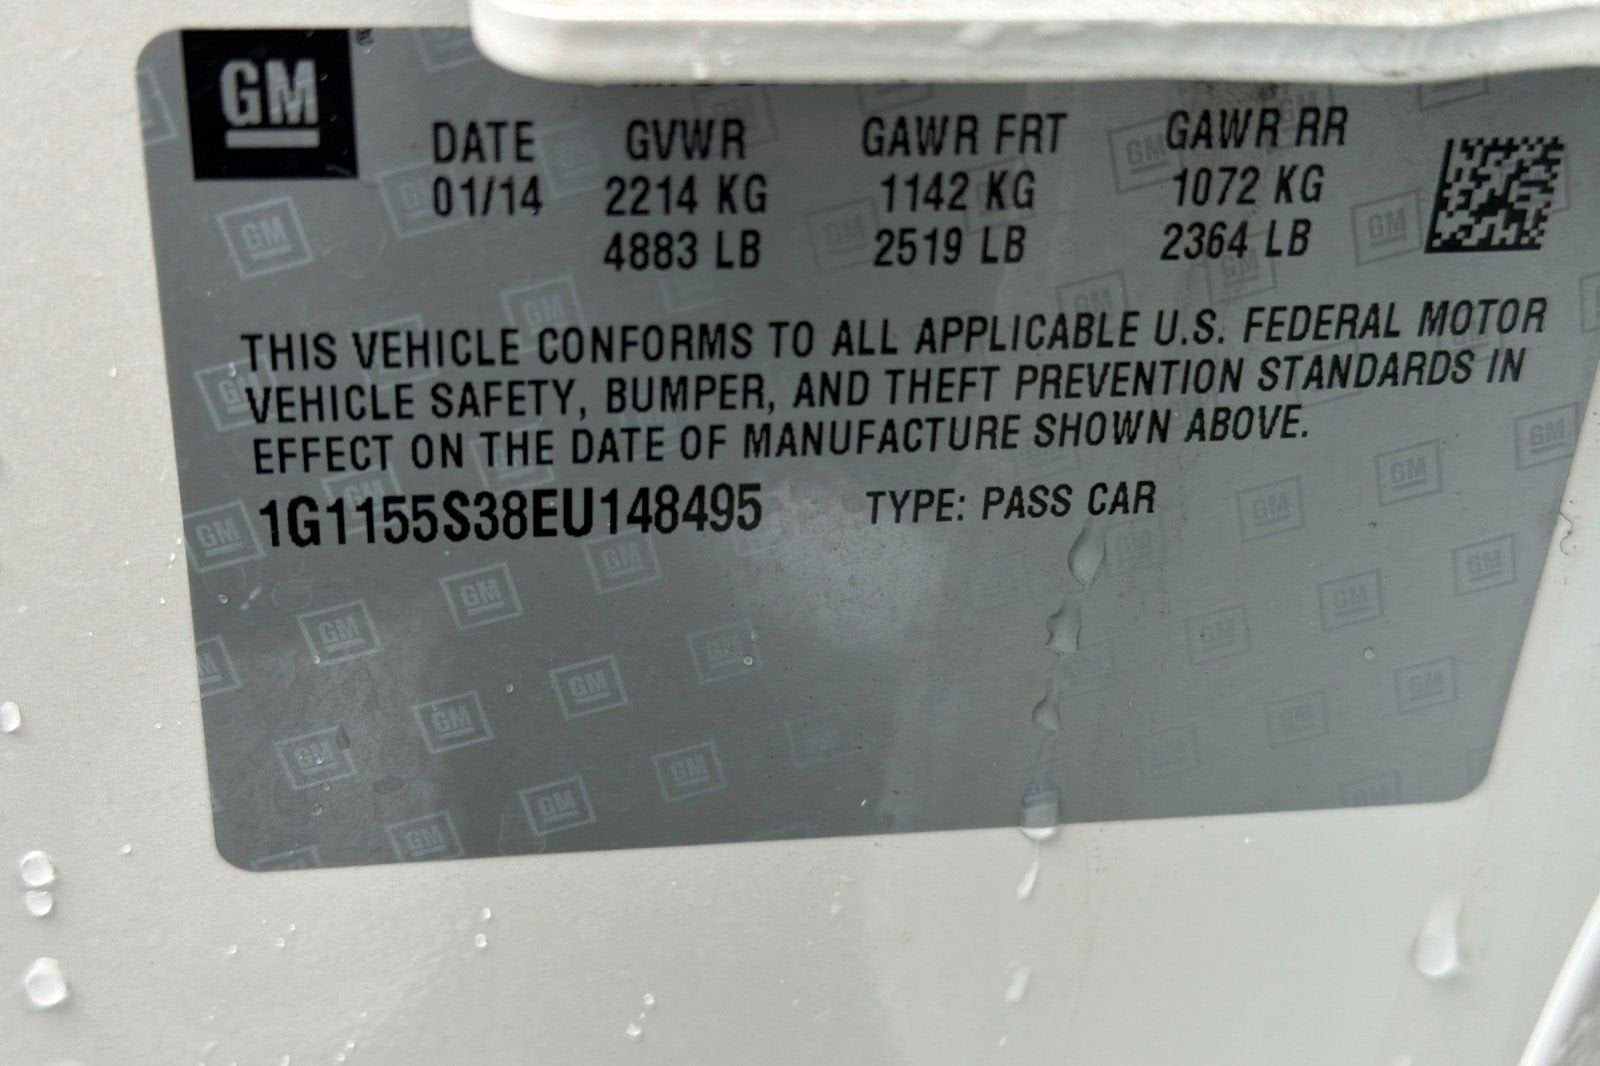 GM
DATE GVWR GAWR FRT GAWR RR
01/14 2214 KG 1142 KG 1072 KG
4883 LB 2519 LB 2364 LB
THIS VEHICLE CONFORMS TO ALL APPLICABLE U.S. FEDERAL MOTOR
VEHICLE SAFETY, BUMPER, AND THEFT PREVENTION STANDARDS IN
EFFECT ON THE DATE OF MANUFACTURE SHOWN ABOVE.
1G1155S38EU148495 TYPE: PASS CAR